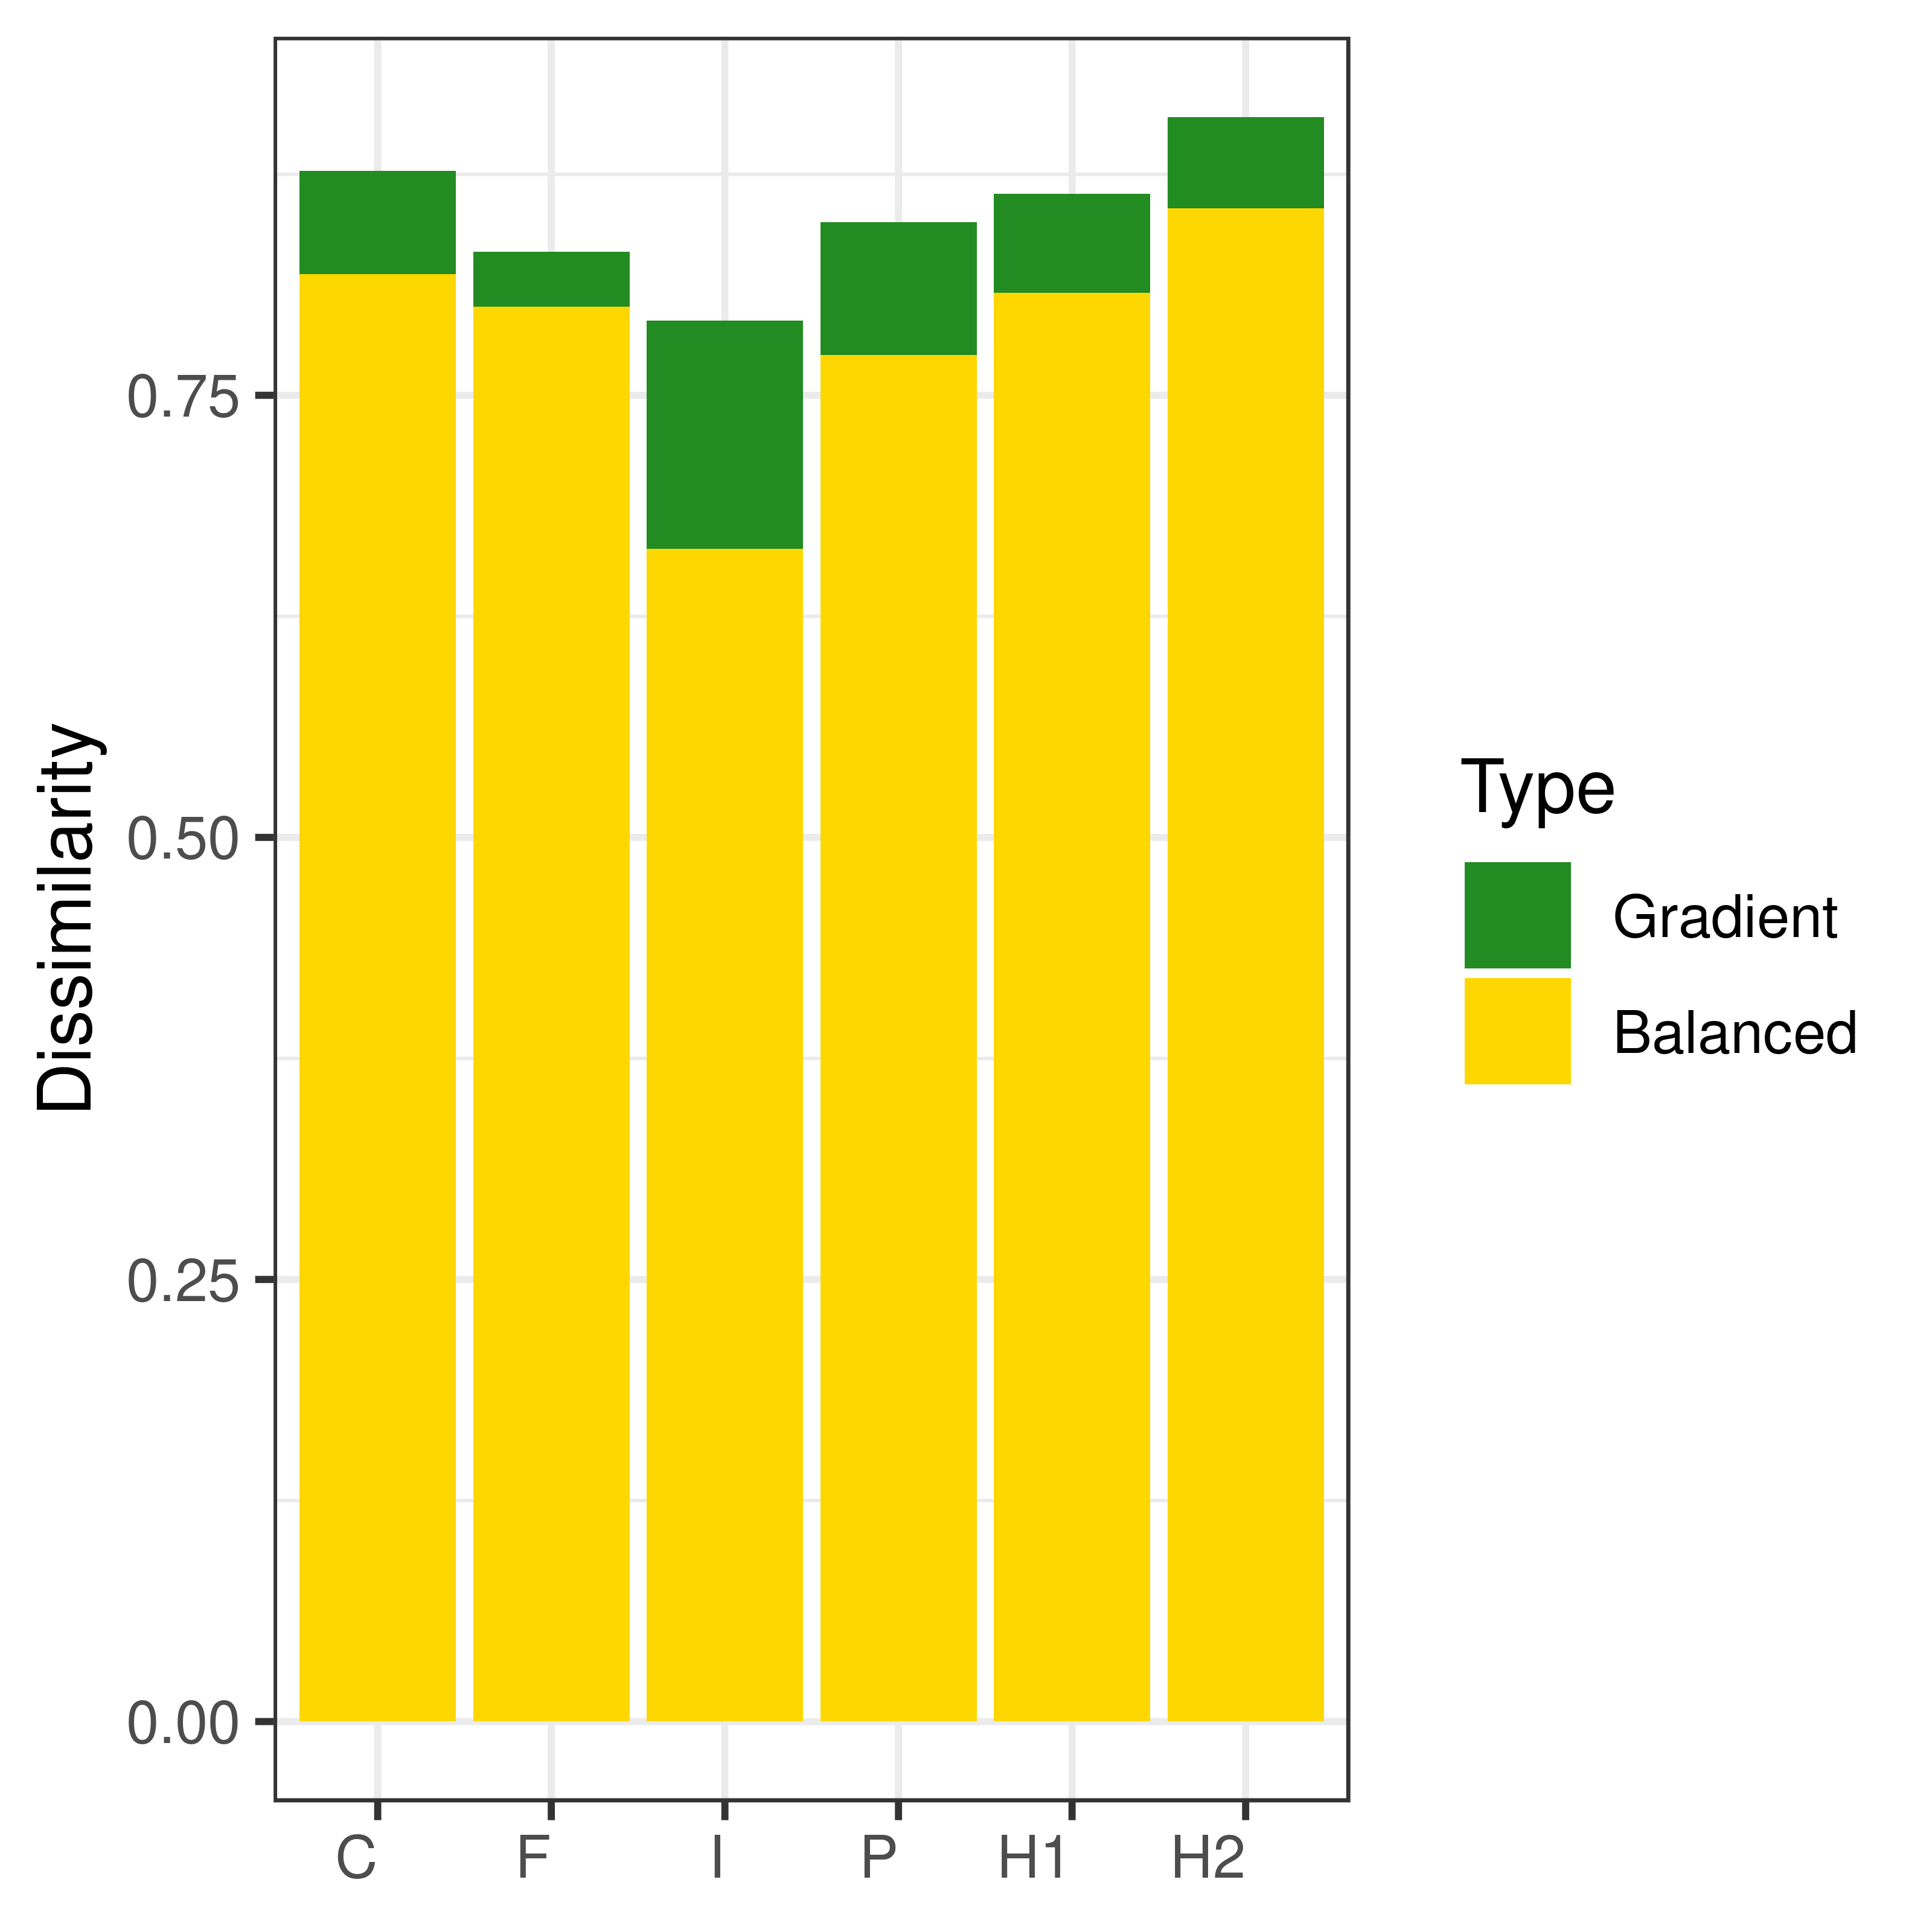 Dissimilarity
0.75
0.50
0.25
0.00
C F I P H1 H2
Type
Gradient
Balanced